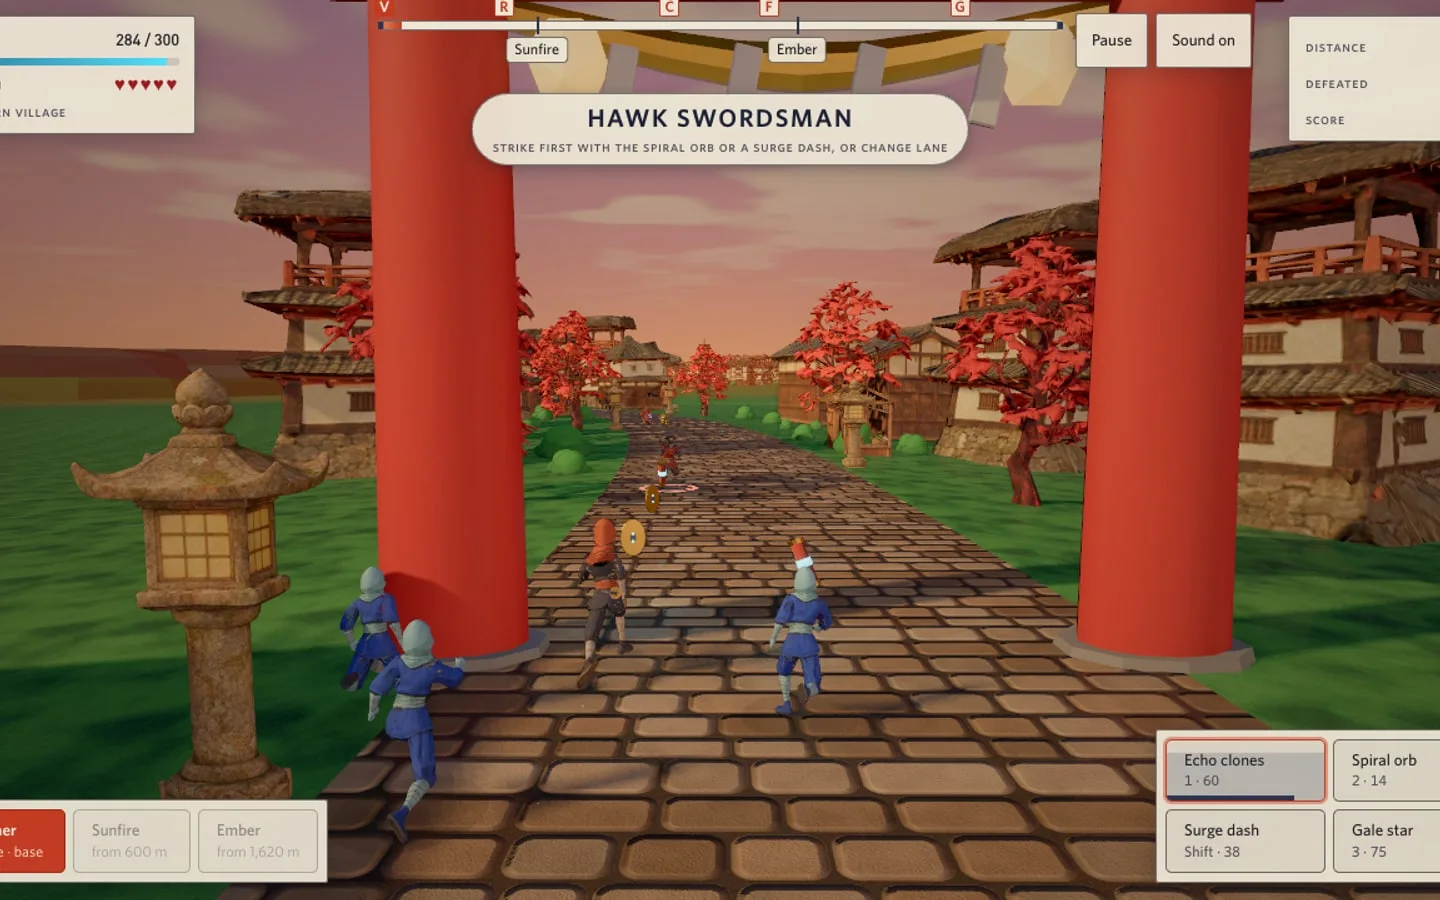 284 / 300
♥♥♥♥♥
N VILLAGE
V R C F G
Sunfire Ember
Pause Sound on
DISTANCE
DEFEATED
SCORE
HAWK SWORDSMAN
STRIKE FIRST WITH THE SPIRAL ORB OR A SURGE DASH, OR CHANGE LANE
Echo clones
1 · 60
Spiral orb
2 · 14
Surge dash
Shift · 38
Gale star
3 · 75
er
e · base
Sunfire
from 600 m
Ember
from 1,620 m